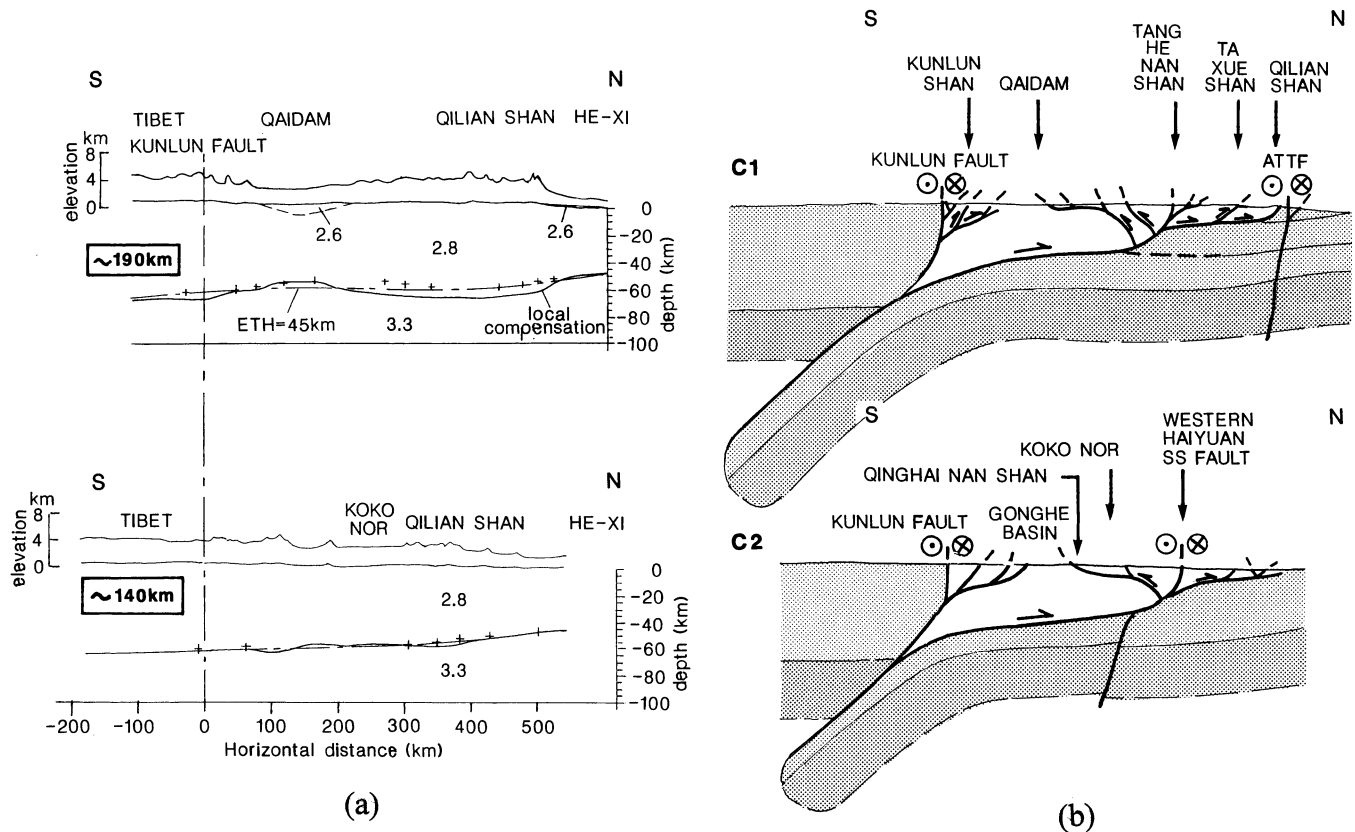 S N
TIBET QAIDAM QILIAN SHAN HE-XI
KUNLUN FAULT
elevation
km
8
4
0
2.6 2.8 2.6
~190km
ETH=45km 3.3 local compensation
0
-20
-40
-60
-80
-100
depth (km)
S N
TIBET KOKO NOR QILIAN SHAN HE-XI
elevation
km
8
4
0
~140km
2.8
3.3
0
-20
-40
-60
-80
-100
depth (km)
-200 -100 0 100 200 300 400 500
Horizontal distance (km)
(a)
S N
KUNLUN SHAN
QAIDAM
TANG HE NAN SHAN
TA XUE SHAN
QILIAN SHAN
C1
KUNLUN FAULT
ATTF
S N
WESTERN HAIYUAN SS FAULT
KOKO NOR
QINGHAI NAN SHAN
C2
KUNLUN FAULT
GONGHE BASIN
(b)